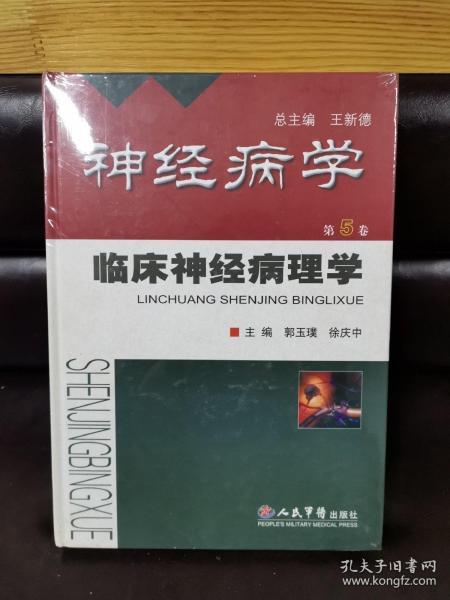 总主编 王新德
神经病学
第5卷
临床神经病理学
LINCHUANG SHENJING BINGLIXUE
主编 郭玉璞 徐庆中
SHENJINGBINGXUE
人民军医出版社
PEOPLE'S MILITARY MEDICAL PRESS
孔夫子旧书网
www.kongfz.com